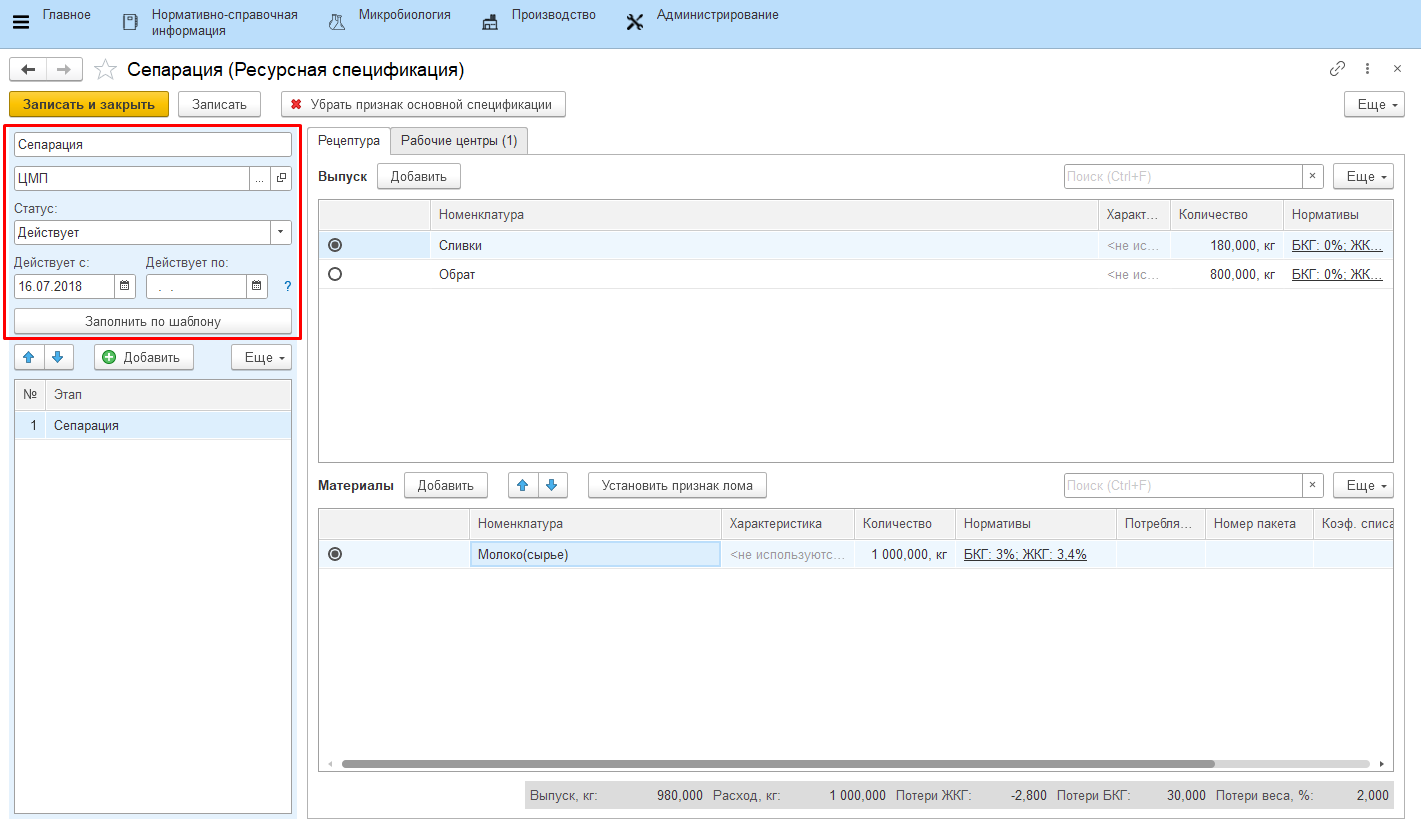 Главное
Нормативно-справочная
информация
Микробиология
Производство
Администрирование
Сепарация (Ресурсная спецификация)
Записать и закрыть
Записать
Убрать признак основной спецификации
Еще
Сепарация
ЦМП
...
Статус:
Действует
Действует с:
Действует по:
16.07.2018
. .
?
Заполнить по шаблону
Добавить
Еще
№ Этап
1 Сепарация
Рецептура
Рабочие центры (1)
Выпуск
Добавить
Поиск (Ctrl+F)
×
Еще
Номенклатура Характ... Количество Нормативы
Сливки <не ис... 180,000, кг БКГ: 0%; ЖК...
Обрат <не ис... 800,000, кг БКГ: 0%; ЖК...
Материалы
Добавить
Установить признак лома
Поиск (Ctrl+F)
×
Еще
Номенклатура Характеристика Количество Нормативы Потребля... Номер пакета Коэф. списа
Молоко(сырье) <не используютс... 1 000,000, кг БКГ: 3%; ЖКГ: 3,4%
Выпуск, кг: 980,000 Расход, кг: 1 000,000 Потери ЖКГ: -2,800 Потери БКГ: 30,000 Потери веса, %: 2,000